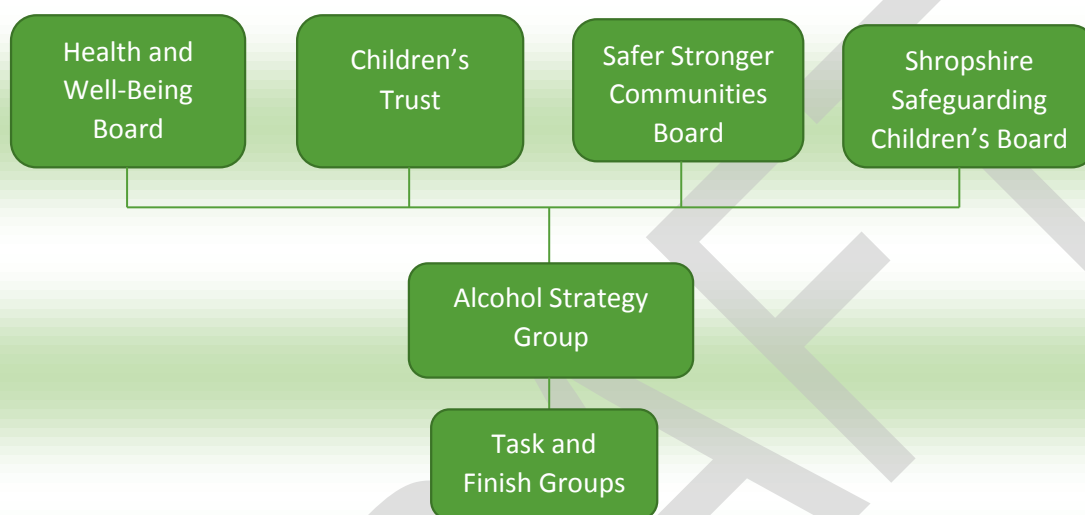 Health and
Well-Being
Board
Children’s
Trust
Safer Stronger
Communities
Board
Shropshire
Safeguarding
Children’s Board
Alcohol Strategy
Group
Task and
Finish Groups